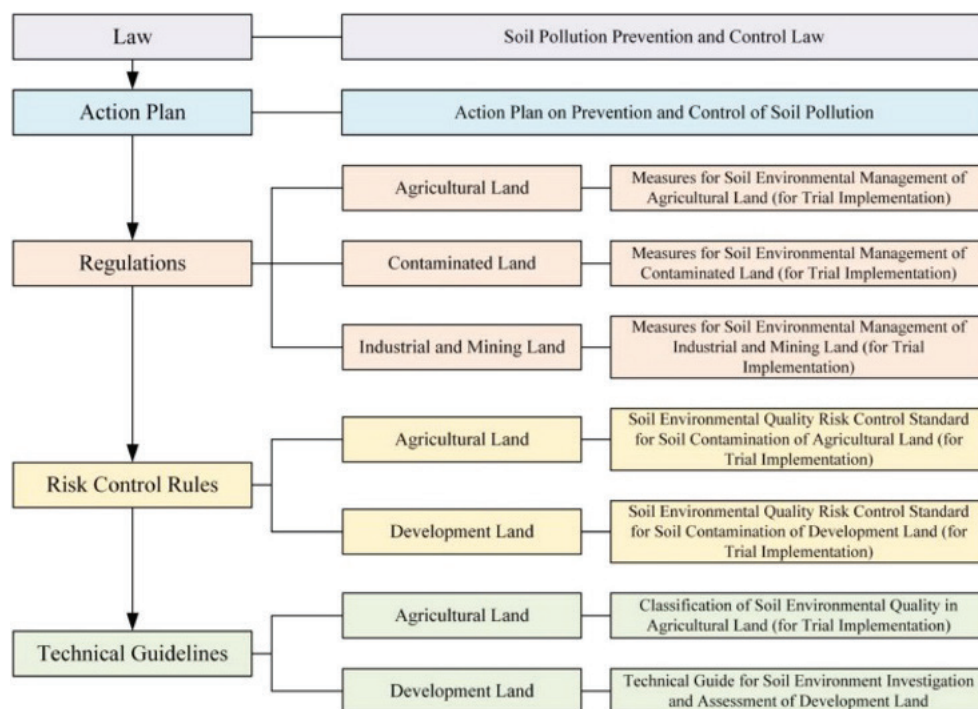 Law
Soil Pollution Prevention and Control Law
Action Plan
Action Plan on Prevention and Control of Soil Pollution
Regulations
Agricultural Land
Measures for Soil Environmental Management of
Agricultural Land (for Trial Implementation)
Contaminated Land
Measures for Soil Environmental Management of
Contaminated Land (for Trial Implementation)
Industrial and Mining Land
Measures for Soil Environmental Management of
Industrial and Mining Land (for Trial
Implementation)
Risk Control Rules
Agricultural Land
Soil Environmental Quality Risk Control Standard
for Soil Contamination of Agricultural Land (for
Trial Implementation)
Development Land
Soil Environmental Quality Risk Control Standard
for Soil Contamination of Development Land (for
Trial Implementation)
Technical Guidelines
Agricultural Land
Classification of Soil Environmental Quality in
Agricultural Land (for Trial Implementation)
Development Land
Technical Guide for Soil Environment Investigation
and Assessment of Development Land